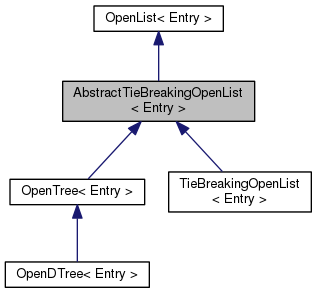 OpenList< Entry >
AbstractTieBreakingOpenList
< Entry >
OpenTree< Entry >
TieBreakingOpenList
< Entry >
OpenDTree< Entry >